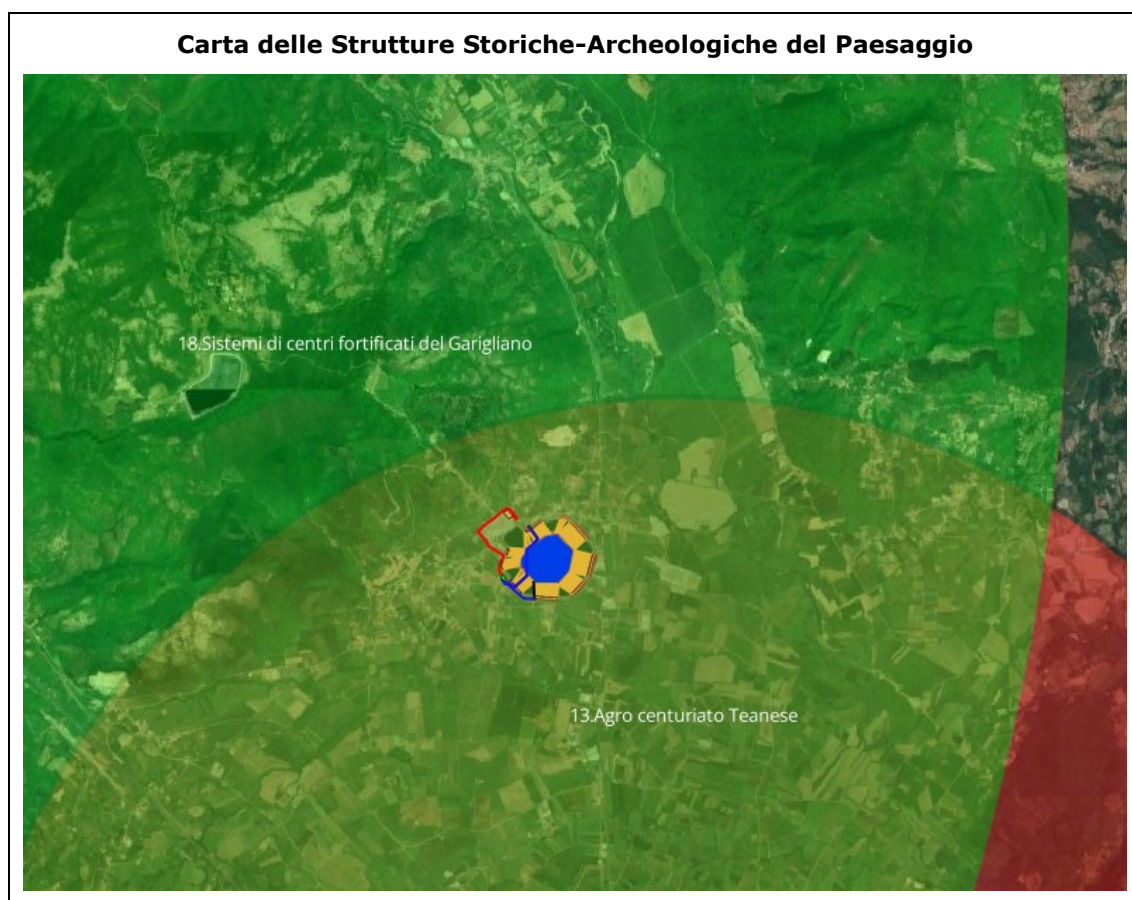 Carta delle Strutture Storiche-Archeologiche del Paesaggio
18.Sistemi di centri fortificati del Garigliano
13.Agro centuriato Teanese